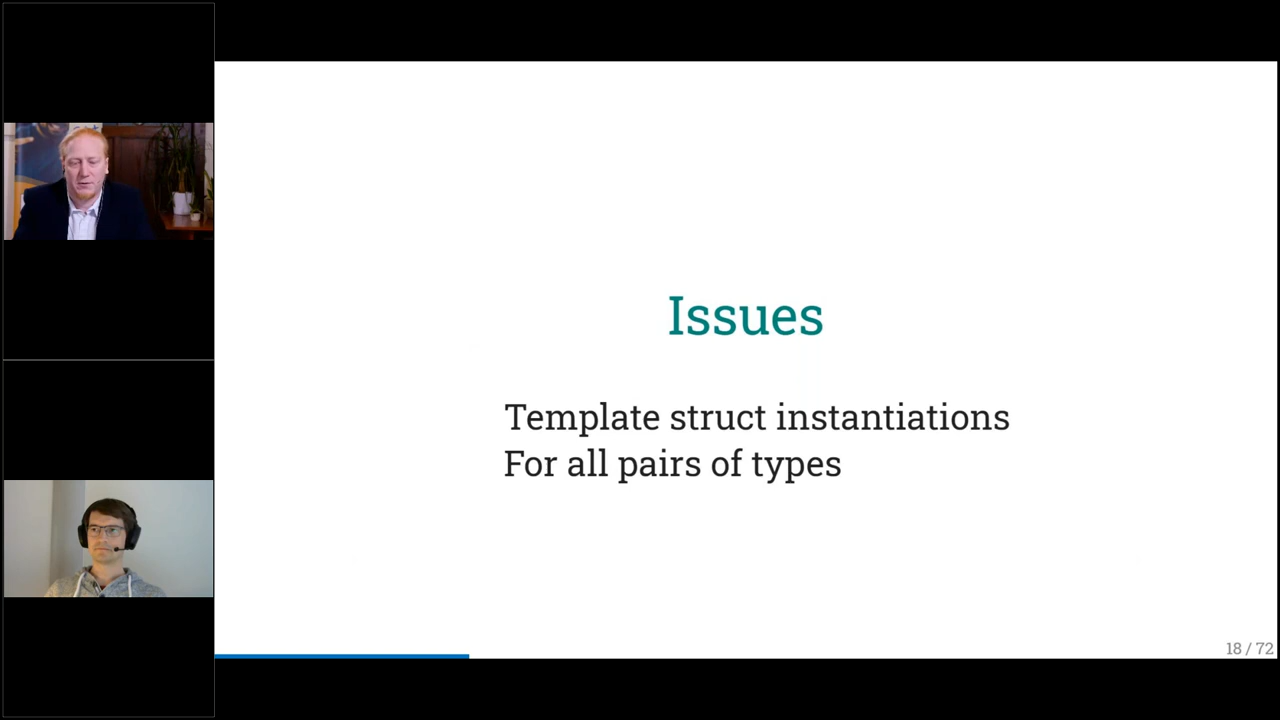 Issues
Template struct instantiations
For all pairs of types
18 / 72